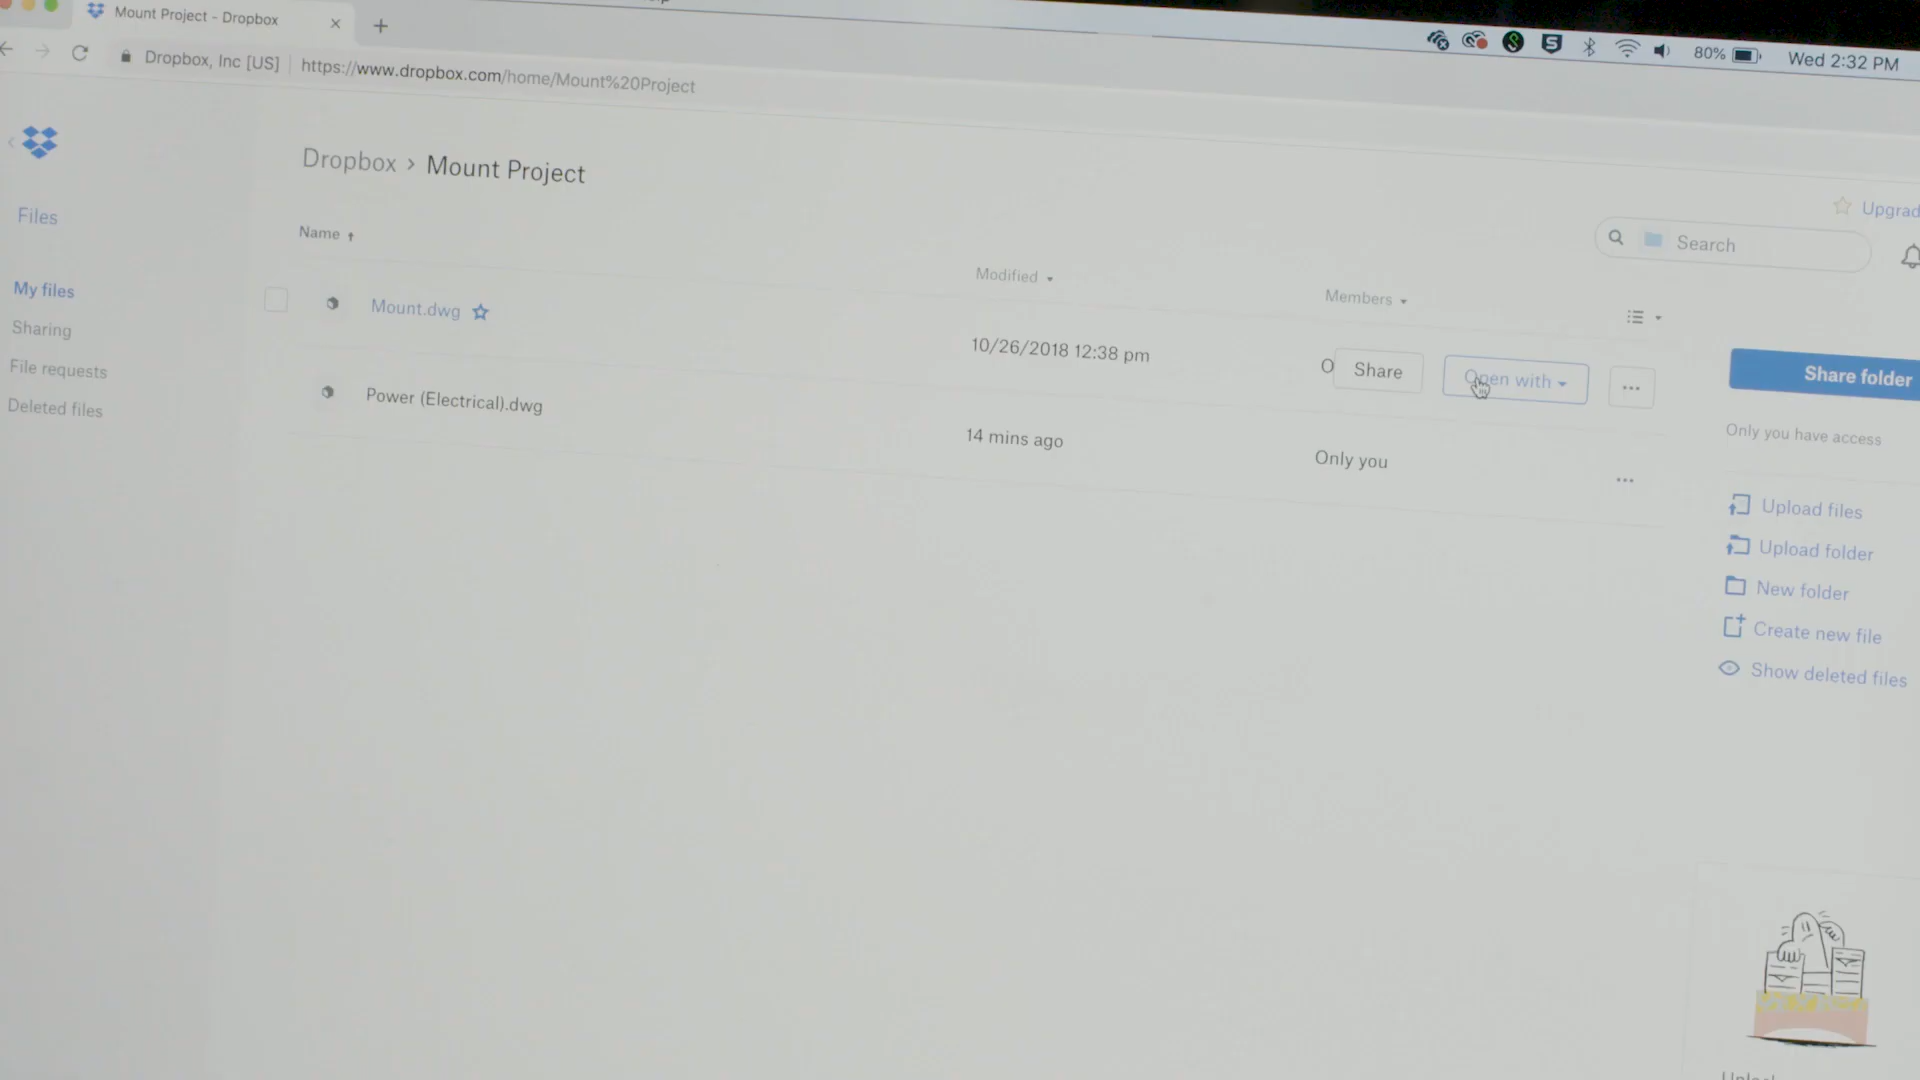 Mount Project - Dropbox
80% Wed 2:32 PM
Dropbox, Inc [US] https://www.dropbox.com/home/Mount%20Project
Dropbox › Mount Project
Files
My files
Sharing
File requests
Deleted files
Name
Modified
Members
Mount.dwg
10/26/2018 12:38 pm
O
Share
Open with
Power (Electrical).dwg
14 mins ago
Only you
Upgrad
Search
Share folder
Only you have access
Upload files
Upload folder
New folder
Create new file
Show deleted files